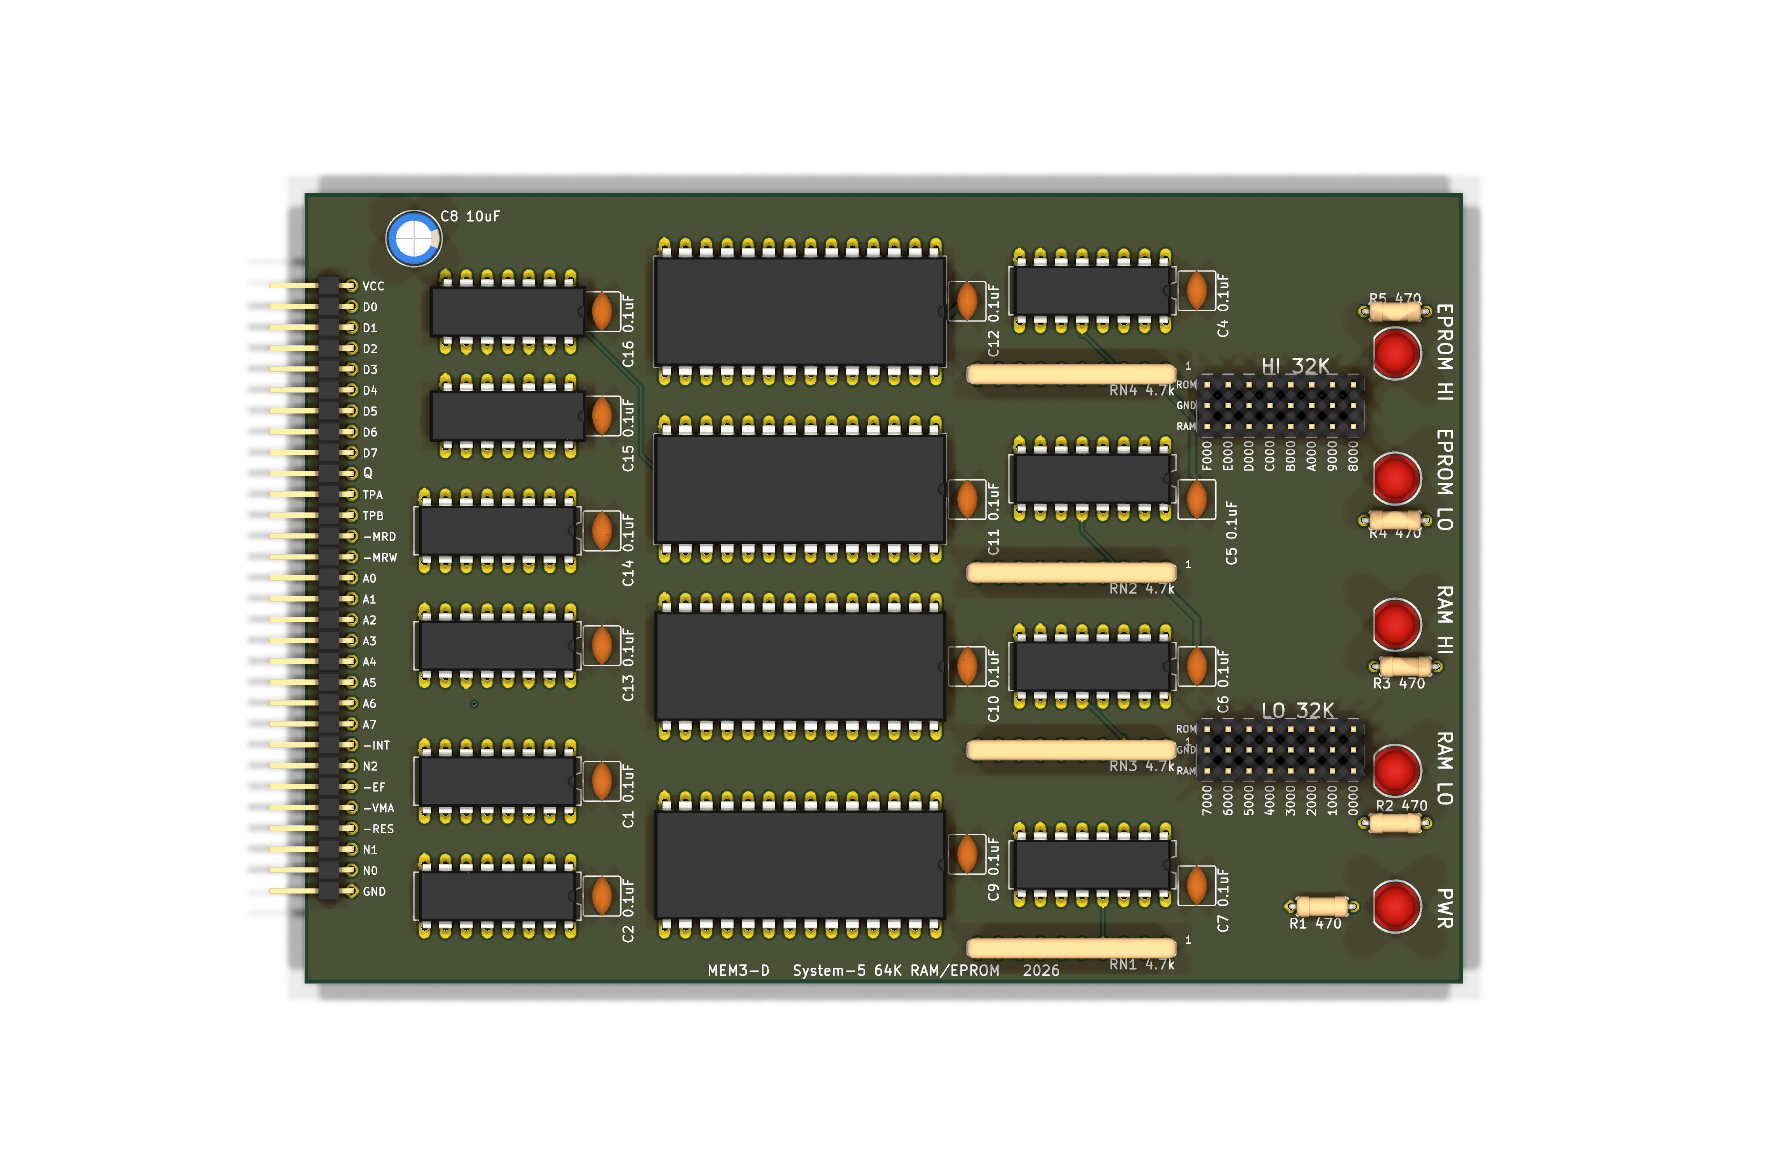 C8 10uF
VCC
D0
D1
D2
D3
D4
D5
D6
D7
Q
TPA
TPB
-MRD
-MRW
A0
A1
A2
A3
A4
A5
A6
A7
-INT
N2
-EF
-VMA
-RES
N1
N0
GND
C16 0.1uF
C15 0.1uF
C14 0.1uF
C13 0.1uF
C1 0.1uF
C2 0.1uF
C12 0.1uF
C11 0.1uF
C10 0.1uF
C9 0.1uF
C4 0.1uF
1
RN4 4.7k
C5 0.1uF
1
RN2 4.7k
C6 0.1uF
1
RN3 4.7k
C7 0.1uF
1
RN1 4.7k
HI 32K
ROM
GND
RAM
F000
E000
D000
C000
B000
A000
9000
8000
LO 32K
ROM
GND
RAM
7000
6000
5000
4000
3000
2000
1000
0000
R5 470
EPROM HI
EPROM LO
R4 470
RAM HI
R3 470
RAM LO
R2 470
PWR
R1 470
MEM3-D System-5 64K RAM/EPROM 2026